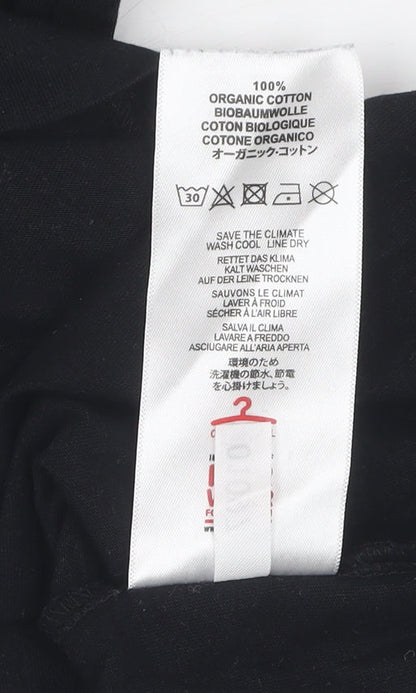 100%
ORGANIC COTTON
BIOBAUMWOLLE
COTON BIOLOGIQUE
COTONE ORGANICO
オーガニック・コットン
30
SAVE THE CLIMATE
WASH COOL LINE DRY
RETTET DAS KLIMA
KALT WASCHEN
AUF DER LEINE TROCKNEN
SAUVONS LE CLIMAT
LAVER À FROID
SÉCHER À L'AIR LIBRE
SALVA IL CLIMA
LAVARE A FREDDO
ASCIUGARE ALL'ARIA APERTA
環境のため
洗濯機の節水、節電
を心掛けましょう。